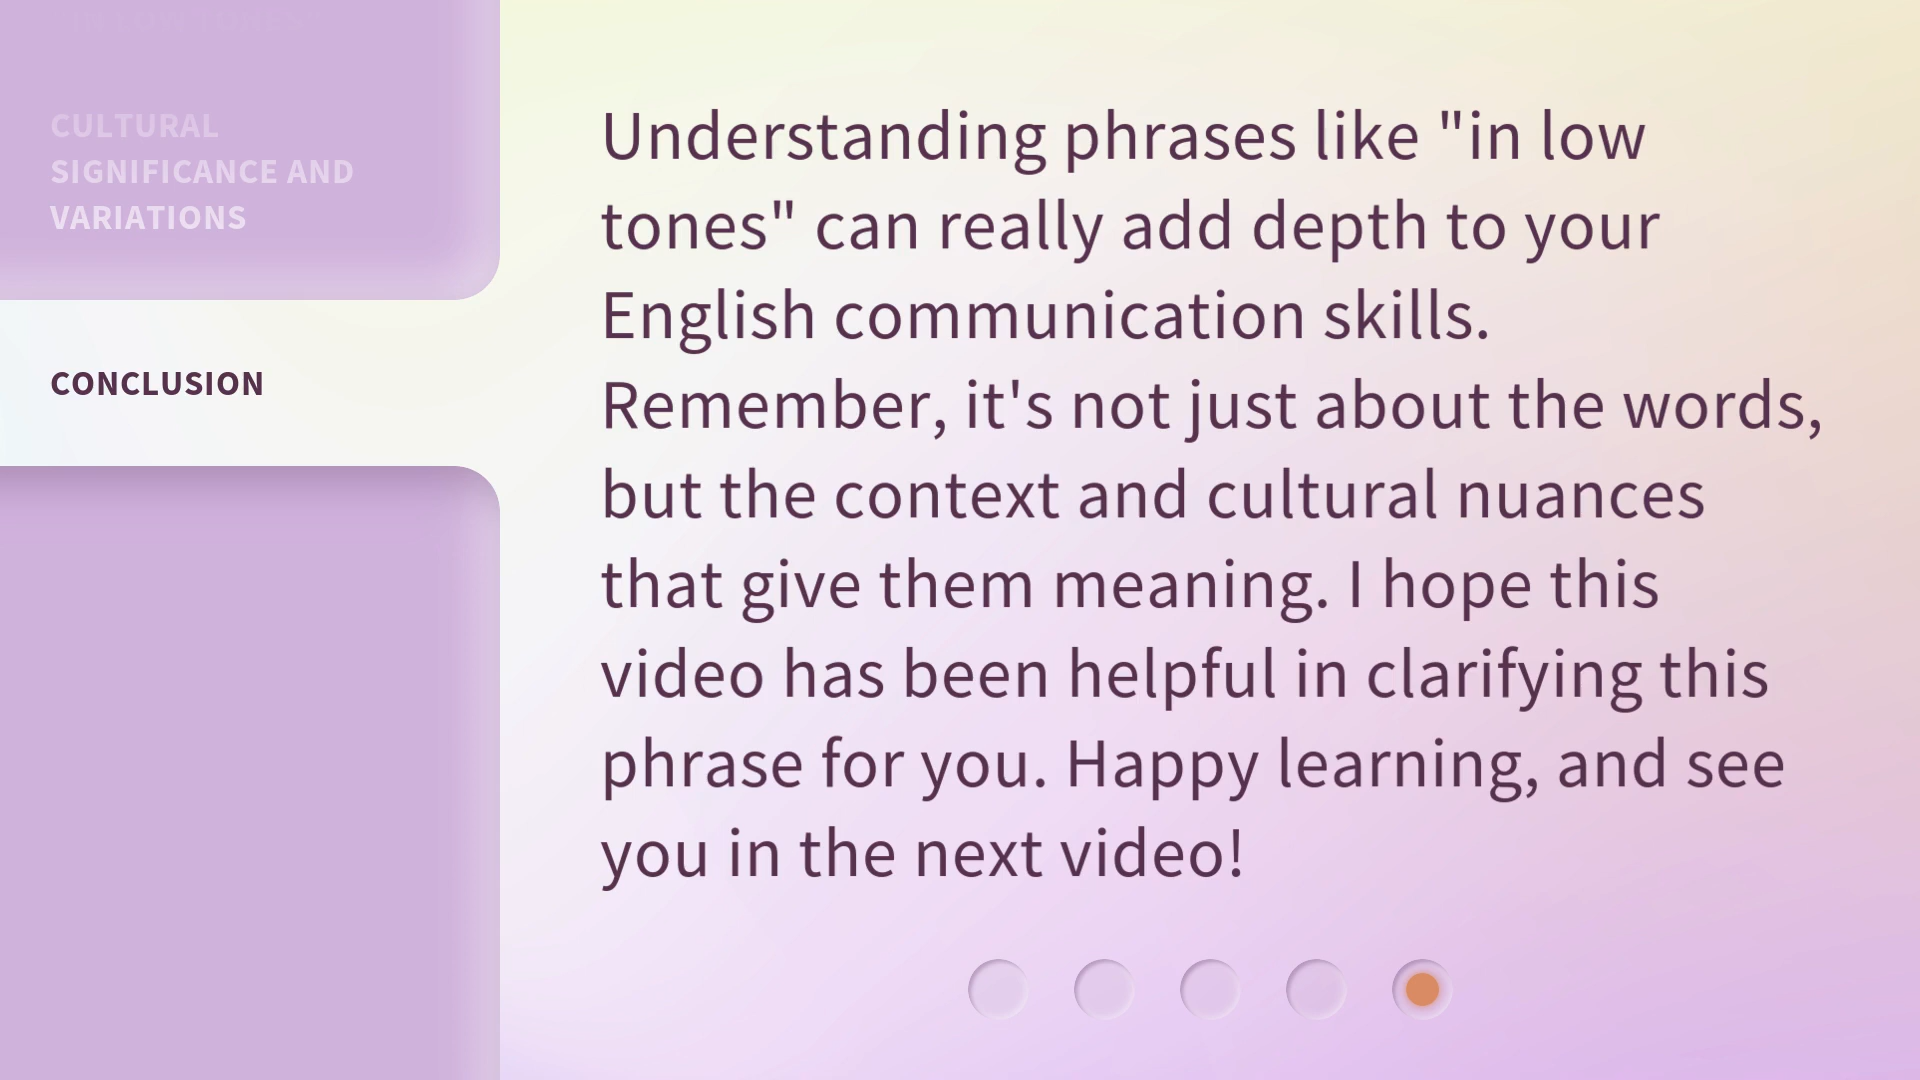 IN LOW TONES"
CULTURAL
SIGNIFICANCE AND
VARIATIONS
CONCLUSION
Understanding phrases like "in low
tones" can really add depth to your
English communication skills.
Remember, it's not just about the words,
but the context and cultural nuances
that give them meaning. I hope this
video has been helpful in clarifying this
phrase for you. Happy learning, and see
you in the next video!